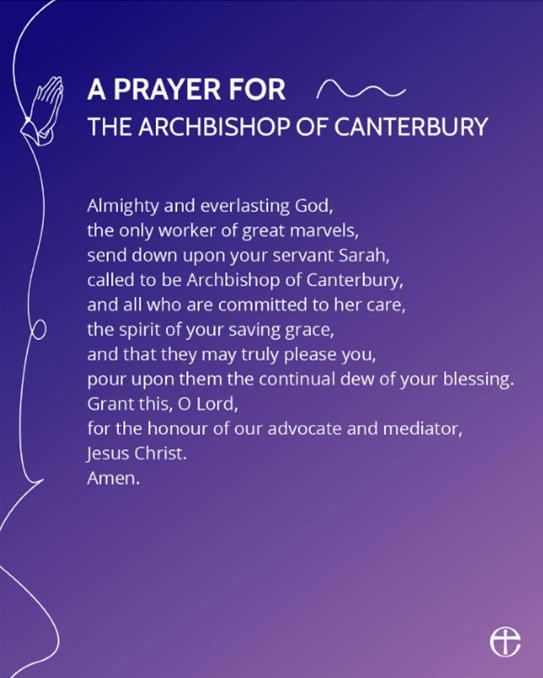 A PRAYER FOR
THE ARCHBISHOP OF CANTERBURY
Almighty and everlasting God,
the only worker of great marvels,
send down upon your servant Sarah,
called to be Archbishop of Canterbury,
and all who are committed to her care,
the spirit of your saving grace,
and that they may truly please you,
pour upon them the continual dew of your blessing.
Grant this, O Lord,
for the honour of our advocate and mediator,
Jesus Christ.
Amen.